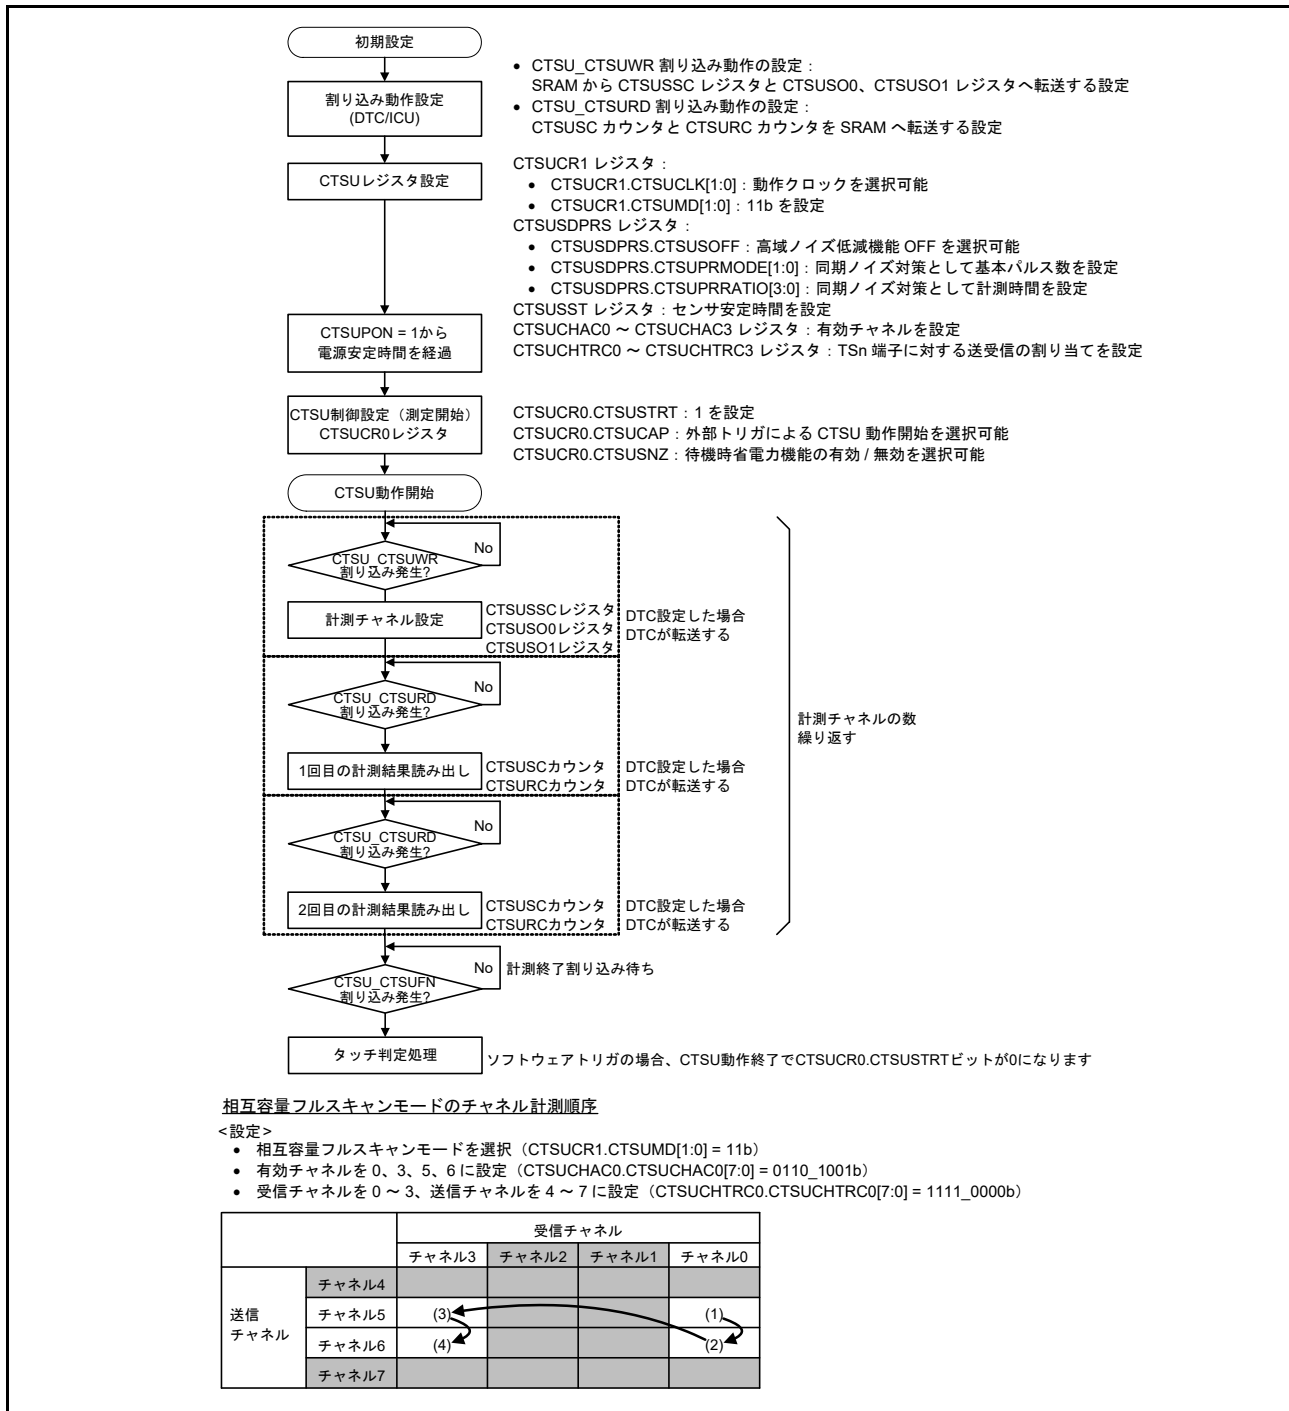 初期設定
割り込み動作設定
(DTC/ICU)
• CTSU_CTSUWR 割り込み動作の設定：
SRAM から CTSUSSC レジスタと CTSUSO0、CTSUSO1 レジスタへ転送する設定
• CTSU_CTSURD 割り込み動作の設定：
CTSUSC カウンタと CTSURC カウンタを SRAM へ転送する設定
CTSUレジスタ設定
CTSUCR1 レジスタ：
• CTSUCR1.CTSUCLK[1:0]：動作クロックを選択可能
• CTSUCR1.CTSUMD[1:0]：11b を設定
CTSUSDPRS レジスタ：
• CTSUSDPRS.CTSUSOFF：高域ノイズ低減機能 OFF を選択可能
• CTSUSDPRS.CTSUPRMODE[1:0]：同期ノイズ対策として基本パルス数を設定
• CTSUSDPRS.CTSUPRRATIO[3:0]：同期ノイズ対策として計測時間を設定
CTSUSST レジスタ：センサ安定時間を設定
CTSUCHAC0 ～ CTSUCHAC3 レジスタ：有効チャネルを設定
CTSUCHTRC0 ～ CTSUCHTRC3 レジスタ：TSn 端子に対する送受信の割り当てを設定
CTSUPON = 1から
電源安定時間を経過
CTSU制御設定（測定開始）
CTSUCR0レジスタ
CTSUCR0.CTSUSTRT：1 を設定
CTSUCR0.CTSUCAP：外部トリガによる CTSU 動作開始を選択可能
CTSUCR0.CTSUSNZ：待機時省電力機能の有効 / 無効を選択可能
CTSU動作開始
CTSU_CTSUWR
割り込み発生?
No
計測チャネル設定
CTSUSSCレジスタ
CTSUSO0レジスタ
CTSUSO1レジスタ
DTC設定した場合
DTCが転送する
CTSU_CTSURD
割り込み発生?
No
計測チャネルの数
繰り返す
1回目の計測結果読み出し
CTSUSCカウンタ
CTSURCカウンタ
DTC設定した場合
DTCが転送する
CTSU_CTSURD
割り込み発生?
No
2回目の計測結果読み出し
CTSUSCカウンタ
CTSURCカウンタ
DTC設定した場合
DTCが転送する
CTSU_CTSUFN
割り込み発生?
No
計測終了割り込み待ち
タッチ判定処理
ソフトウェアトリガの場合、CTSU動作終了でCTSUCR0.CTSUSTRTビットが0になります
相互容量フルスキャンモードのチャネル計測順序
<設定>
• 相互容量フルスキャンモードを選択（CTSUCR1.CTSUMD[1:0] = 11b）
• 有効チャネルを 0、3、5、6 に設定（CTSUCHAC0.CTSUCHAC0[7:0] = 0110_1001b）
• 受信チャネルを 0 ～ 3、送信チャネルを 4 ～ 7 に設定（CTSUCHTRC0.CTSUCHTRC0[7:0] = 1111_0000b）
受信チャネル
チャネル3 チャネル2 チャネル1 チャネル0
送信
チャネル
チャネル4
チャネル5 (3) (1)
チャネル6 (4) (2)
チャネル7